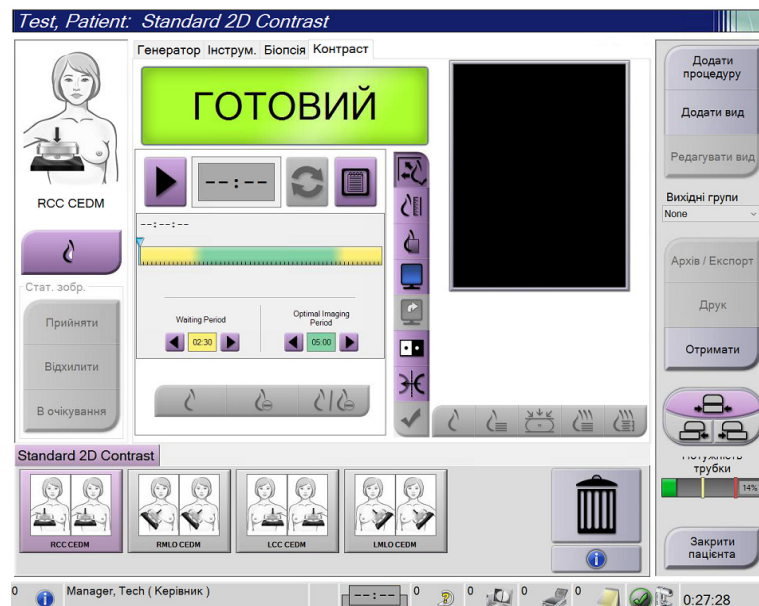 Test, Patient: Standard 2D Contrast
Генератор Інструм. Біопсія Контраст
ГОТОВИЙ
RCC CEDM
--:--
--:--:--
Waiting Period
Optimal Imaging
Period
02:30
05:00
Стат. зобр.
Прийняти
Відхилити
В очікування
Додати
процедуру
Додати вид
Редагувати вид
Вихідні групи
None
Архів / Експорт
Друк
Отримати
Потужність
трубки
14%
Закрити
пацієнта
Standard 2D Contrast
RCC CEDM
RMLO CEDM
LCC CEDM
LMLO CEDM
0
Manager, Tech ( Керівник )
--:--
0
0
0
0
0:27:28